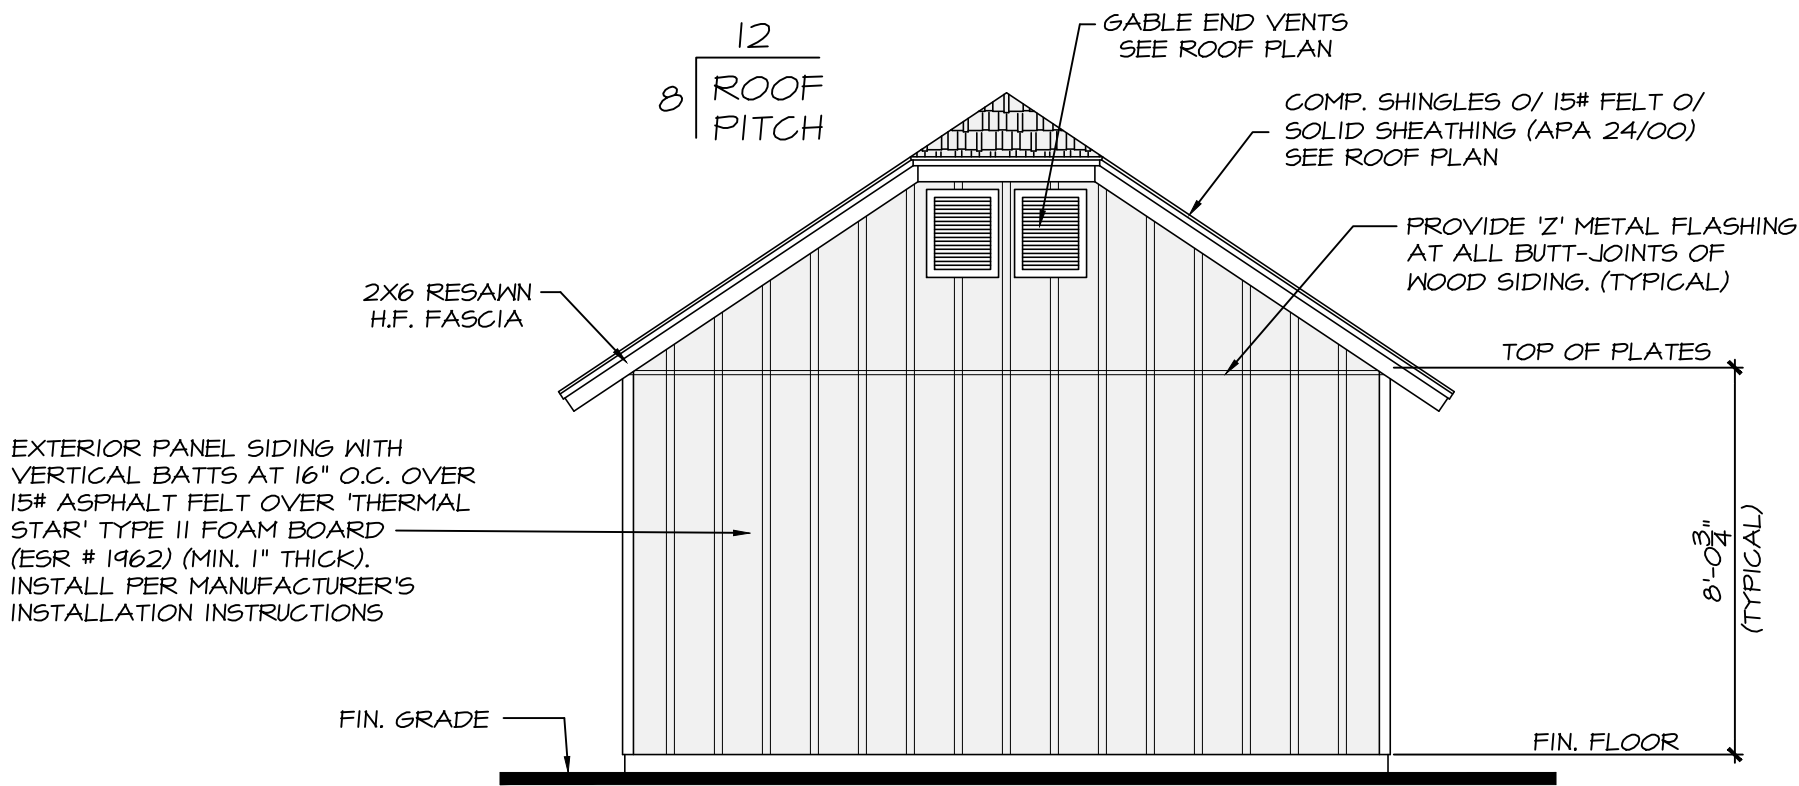 12
8
ROOF
PITCH
GABLE END VENTS
SEE ROOF PLAN
COMP. SHINGLES O/ 15# FELT O/
SOLID SHEATHING (APA 24/00)
SEE ROOF PLAN
PROVIDE 'Z' METAL FLASHING
AT ALL BUTT-JOINTS OF
WOOD SIDING. (TYPICAL)
2X6 RESAWN
H.F. FASCIA
TOP OF PLATES
EXTERIOR PANEL SIDING WITH
VERTICAL BATTS AT 16" O.C. OVER
15# ASPHALT FELT OVER 'THERMAL
STAR' TYPE 11 FOAM BOARD
(ESR # 1962) (MIN. 1" THICK).
INSTALL PER MANUFACTURER'S
INSTALLATION INSTRUCTIONS
8'-0 3/4"
(TYPICAL)
FIN. GRADE
FIN. FLOOR